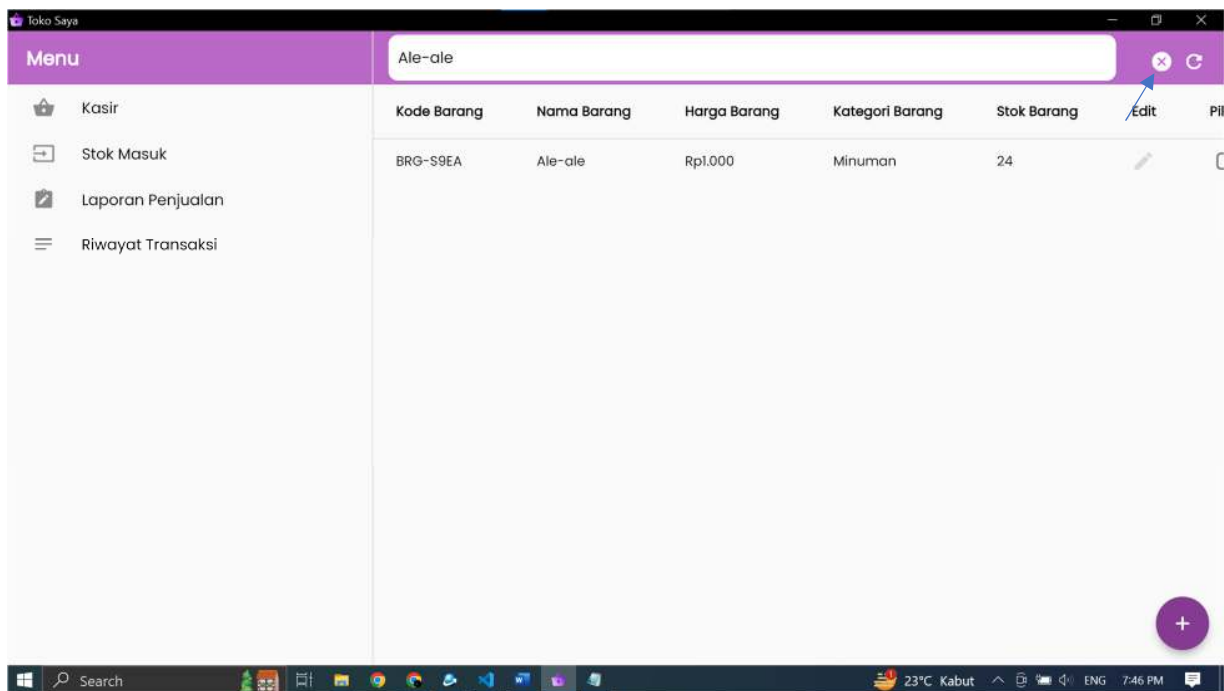 Toko Saya
Menu
Ale-ale
Kasir
Stok Masuk
Laporan Penjualan
Riwayat Transaksi
Kode Barang Nama Barang Harga Barang Kategori Barang Stok Barang Edit Pil
BRG-S9EA Ale-ale Rp1.000 Minuman 24
Search 23°C Kabut ENG 7:46 PM